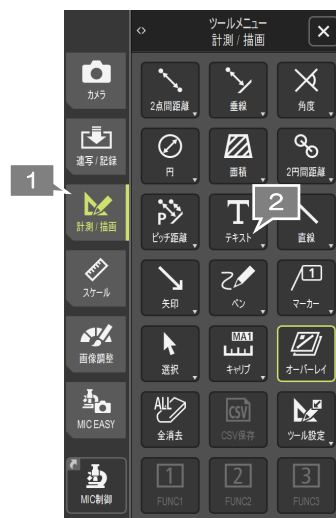 ツールメニュー
計測 / 描画
カメラ
連写 / 記録
1
計測 / 描画
スケール
画像調整
MIC EASY
MIC制御
2点間距離
垂線
角度
円
面積
2円間距離
P
ピッチ距離
T
テキスト
2
直線
矢印
ペン
1
マーカー
選択
MA1
キャリブ
オーバーレイ
ALL
全消去
CSV
CSV保存
ツール設定
1
FUNC1
2
FUNC2
3
FUNC3